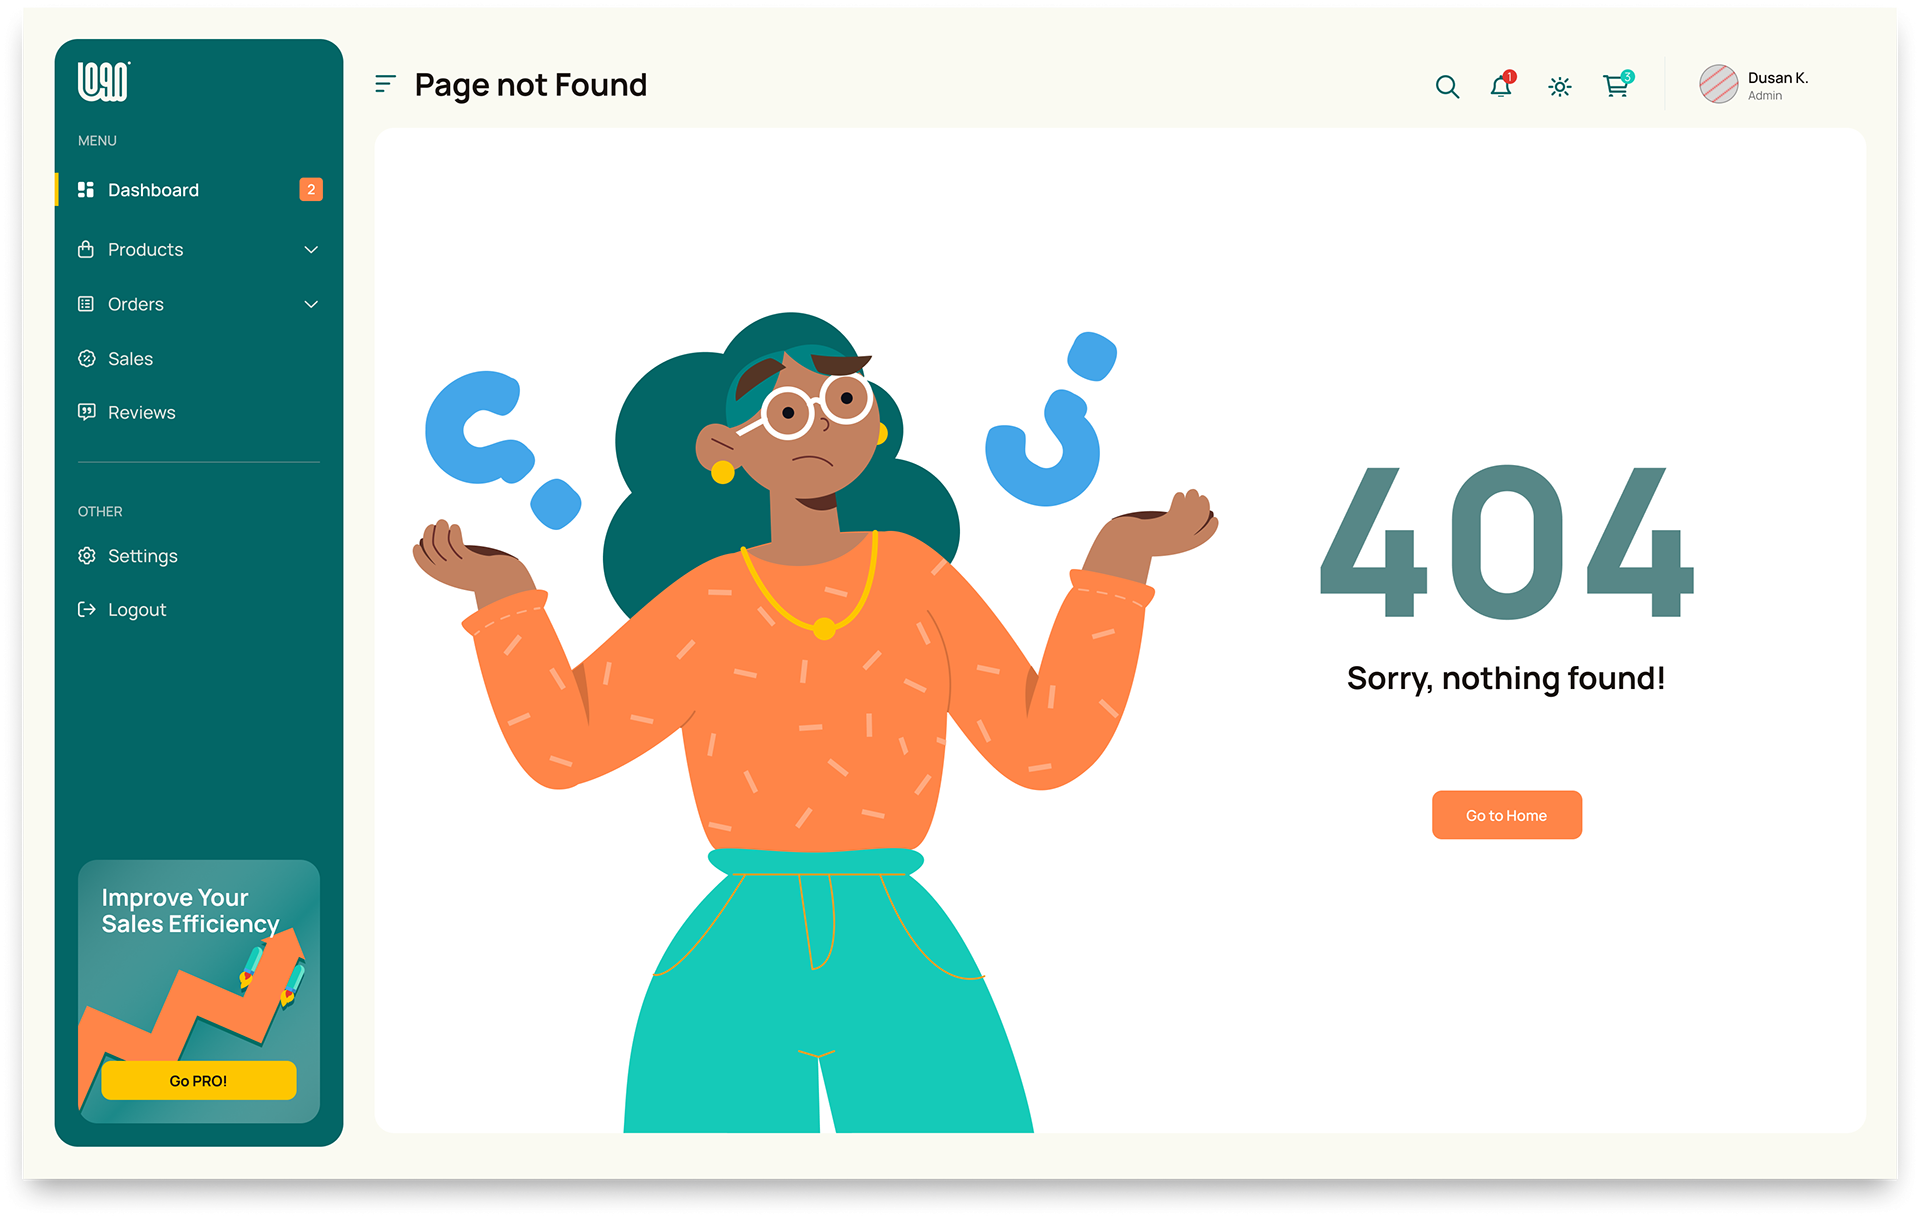 LOGO
MENU
Dashboard
2
Products
Orders
Sales
Reviews
OTHER
Settings
Logout
Improve Your
Sales Efficiency
Go PRO!
Page not Found
1
3
Dusan K.
Admin
404
Sorry, nothing found!
Go to Home